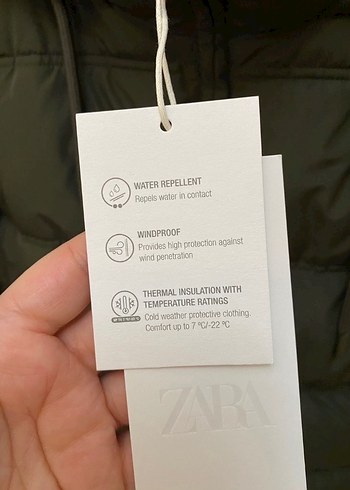 WATER REPELLENT
Repels water in contact
WINDPROOF
Provides high protection against
wind penetration
THERMAL INSULATION WITH
TEMPERATURE RATINGS
Cold weather protective clothing.
Comfort up to 7 ºC/-22 ºC
ZARA